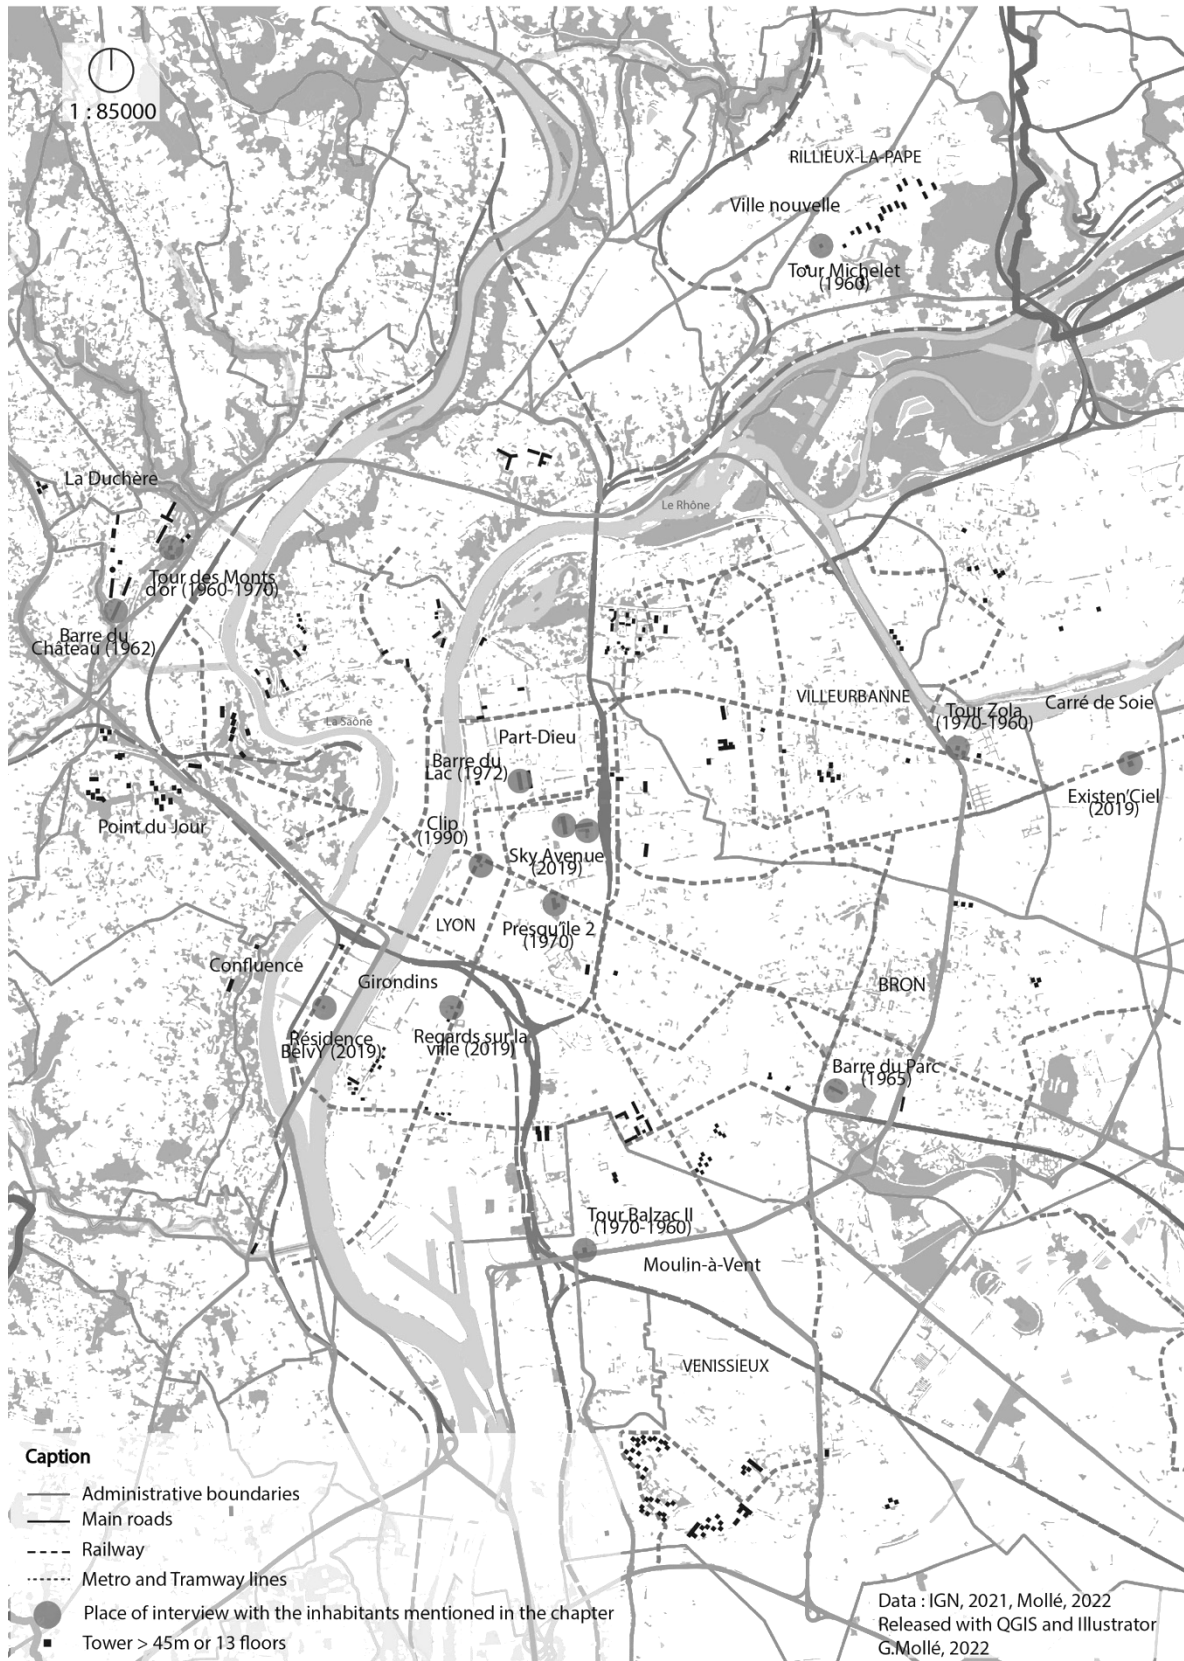 1 : 85000
RILLIEUX-LA-PAPE
Ville nouvelle
Tour Michelet
(1960)
La Duchère
Le Rhône
Tour des Monts
d'or (1960-1970)
Barre du
Château (1962)
VILLEURBANNE
Carré de Soie
Tour Zola
(1970-1960)
La Saône
Part-Dieu
Barre du
Lac (1972)
Existen'Ciel
(2019)
Point du Jour
Clip
(1990)
Sky Avenue
(2019)
LYON
Presqu'île 2
(1970)
Confluence
Girondins
BRON
Résidence
BelvY (2019)
Regards sur la
ville (2019)
Barre du Parc
(1965)
Tour Balzac II
(1970-1960)
Moulin-à-Vent
VENISSIEUX
Caption
Administrative boundaries
Main roads
Railway
Metro and Tramway lines
Place of interview with the inhabitants mentioned in the chapter
Tower > 45m or 13 floors
Data : IGN, 2021, Mollé, 2022
Released with QGIS and Illustrator
G.Mollé, 2022